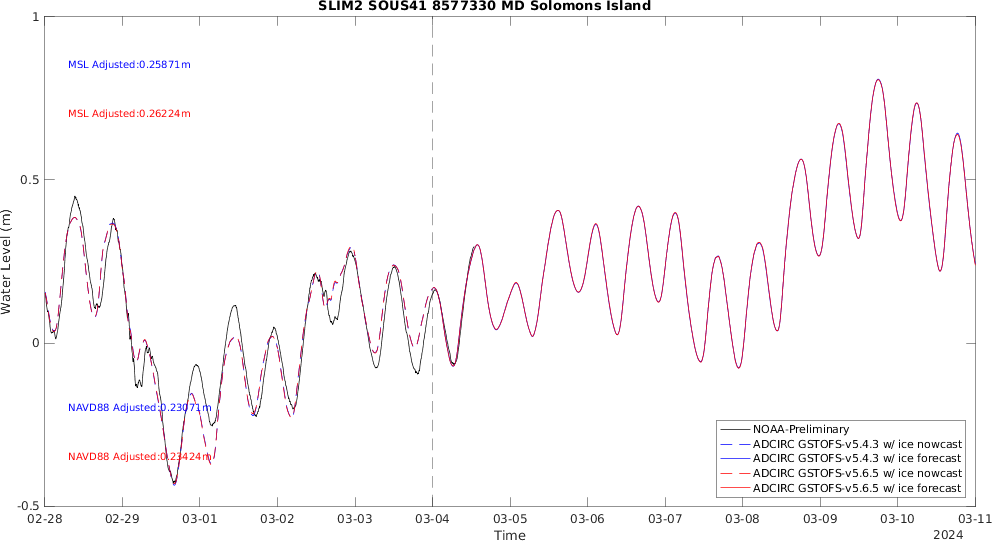 SLIM2 SOUS41 8577330 MD Solomons Island
1
MSL Adjusted:0.25871m
MSL Adjusted:0.26224m
0.5
Water Level (m)
0
NAVD88 Adjusted:0.23071m
NAVD88 Adjusted:0.23424m
NOAA-Preliminary
ADCIRC GSTOFS-v5.4.3 w/ ice nowcast
ADCIRC GSTOFS-v5.4.3 w/ ice forecast
ADCIRC GSTOFS-v5.6.5 w/ ice nowcast
ADCIRC GSTOFS-v5.6.5 w/ ice forecast
-0.5
02-28 02-29 03-01 03-02 03-03 03-04 03-05 03-06 03-07 03-08 03-09 03-10 03-11
Time
2024